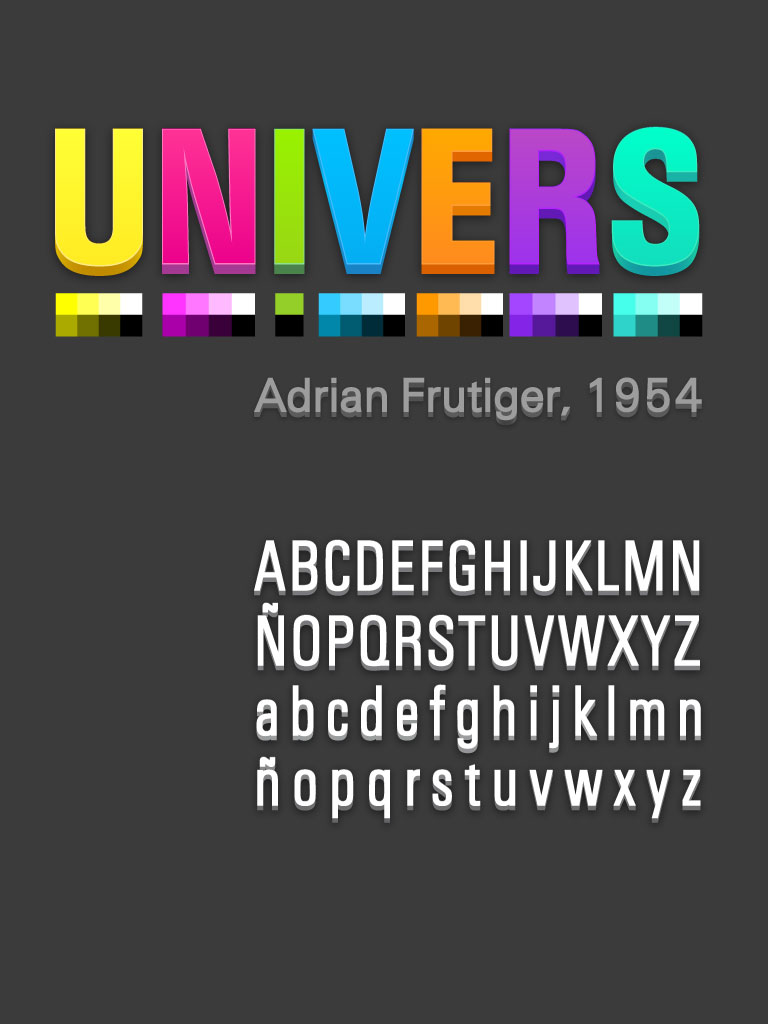 UNIVERS
Adrian Frutiger, 1954
ABCDEFGHIJKLMN
ÑOPQRSTUVWXYZ
abcdefghijklmn
ñopqrstuvwxyz